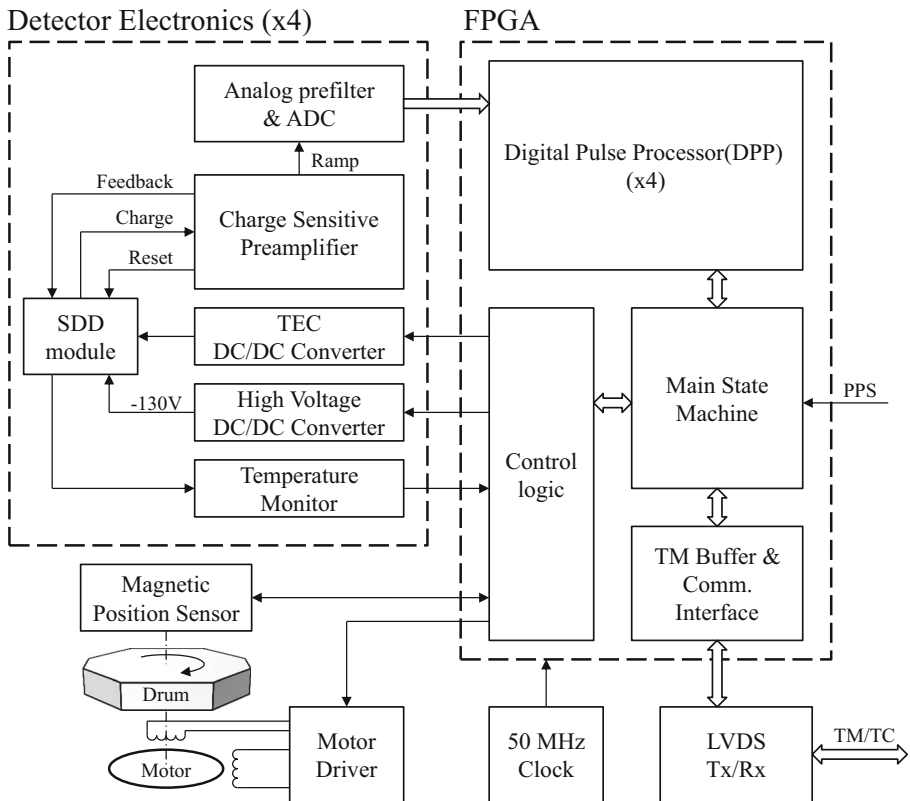 Detector Electronics (x4)
FPGA
Analog prefilter
& ADC
Digital Pulse Processor(DPP)
(x4)
Ramp
Feedback
Charge
Reset
Charge Sensitive
Preamplifier
SDD
module
TEC
DC/DC Converter
-130V
High Voltage
DC/DC Converter
Temperature
Monitor
Control
logic
Main State
Machine
PPS
TM Buffer &
Comm.
Interface
Magnetic
Position Sensor
Drum
Motor
Motor
Driver
50 MHz
Clock
LVDS
Tx/Rx
TM/TC